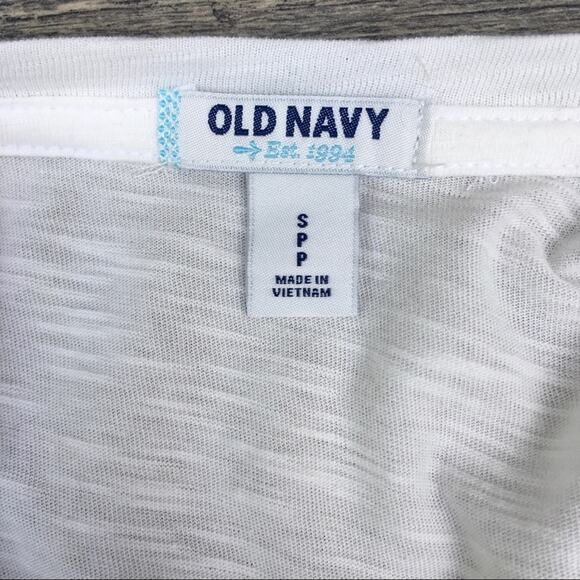 OLD NAVY
Est. 1994
S
P
P
MADE IN
VIETNAM